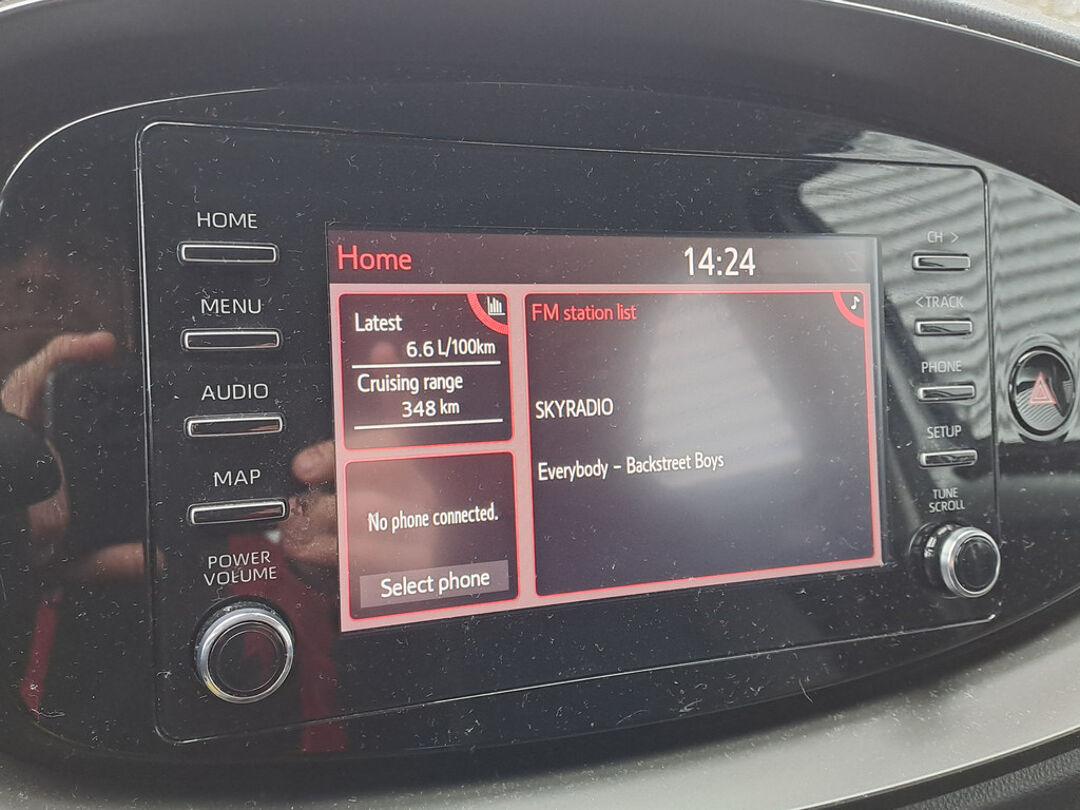 HOME
MENU
AUDIO
MAP
POWER
VOLUME
Home
14:24
Latest
6.6 L/100km
Cruising range
348 km
No phone connected.
Select phone
FM station list
SKYRADIO
Everybody - Backstreet Boys
CH >
< TRACK
PHONE
SETUP
TUNE
SCROLL